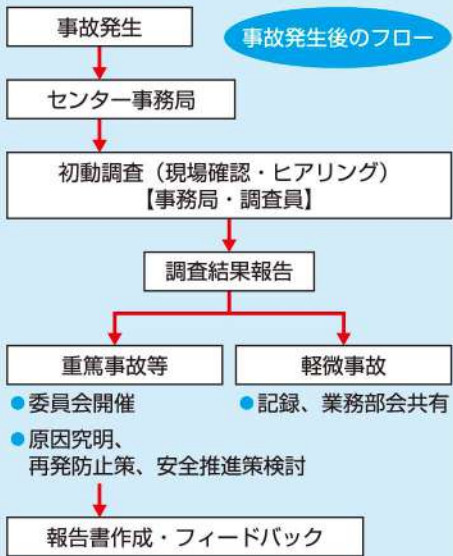 事故発生
事故発生後のフロー
センター事務局
初動調査（現場確認・ヒアリング）
【事務局・調査員】
調査結果報告
重篤事故等
軽微事故
●委員会開催
●記録、業務部会共有
●原因究明、
再発防止策、安全推進策検討
報告書作成・フィードバック